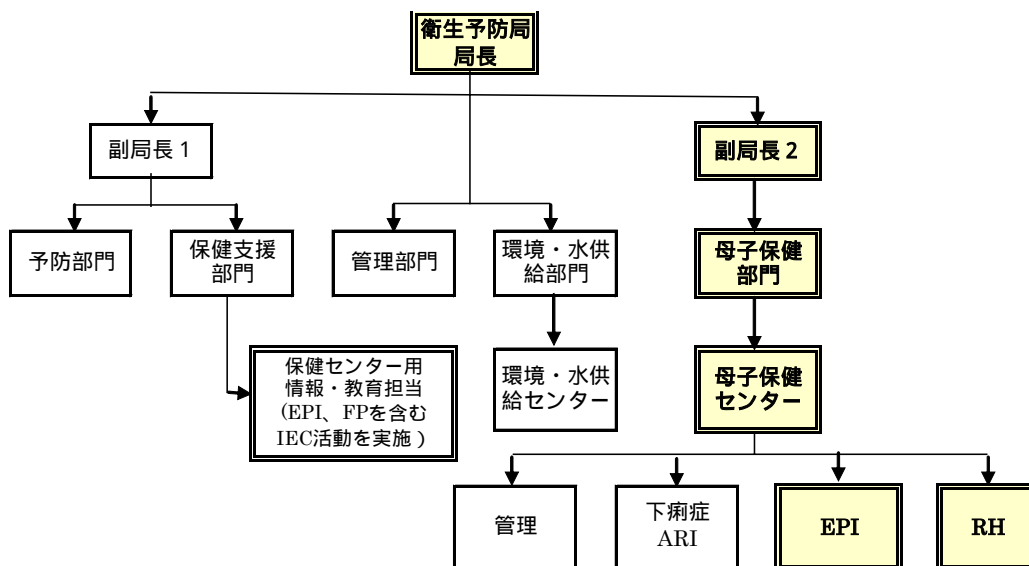 衛生予防局
局長
副局長1
副局長2
予防部門
保健支援
部門
管理部門
環境・水供
給部門
母子保健
部門
保健センター用
情報・教育担当
(EPI、FPを含む
IEC活動を実施)
環境・水供
給センター
母子保健
センター
管理
下痢症
ARI
EPI
RH